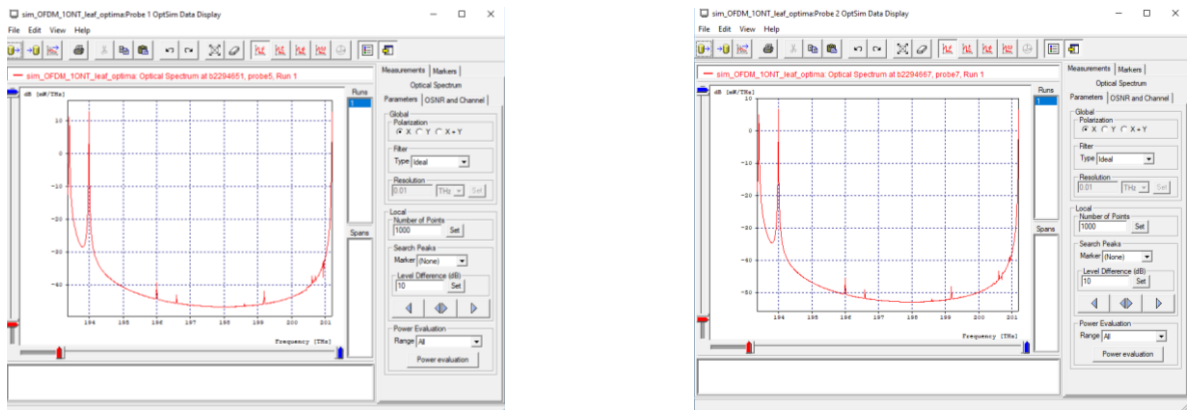 sim_OFDM_1ONT_leaf_optima:Probe 1 OptSim Data Display
File Edit View Help
sim_OFDM_1ONT_leaf_optima: Optical Spectrum at b2294651, probe5, Run 1
dB [mW/THz]
10
0
-10
-20
-30
-40
194 195 196 197 198 199 200 201
Frequency [THz]
Runs
1
Spans
Measurements Markers
Optical Spectrum
Parameters OSNR and Channel
Global
Polarization
X Y X + Y
Filter
Type Ideal
Resolution
0.01 THz Set
Local
Number of Points
1000 Set
Search Peaks
Marker (None)
Level Difference (dB)
10 Set
Power Evaluation
Range All
Power evaluation
sim_OFDM_1ONT_leaf_optima:Probe 2 OptSim Data Display
File Edit View Help
sim_OFDM_1ONT_leaf_optima: Optical Spectrum at b2294667, probe7, Run 1
dB [mW/THz]
10
0
-10
-20
-30
-40
-50
194 195 196 197 198 199 200 201
Frequency [THz]
Runs
1
Spans
Measurements Markers
Optical Spectrum
Parameters OSNR and Channel
Global
Polarization
X Y X + Y
Filter
Type Ideal
Resolution
0.01 THz Set
Local
Number of Points
1000 Set
Search Peaks
Marker (None)
Level Difference (dB)
10 Set
Power Evaluation
Range All
Power evaluation